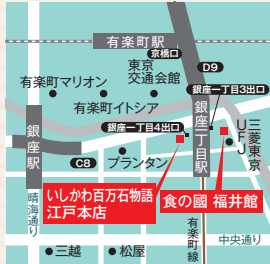 有楽町駅
京橋口
東京
交通会館
D9
有楽町マリオン
有楽町イトシア
銀座一丁目3出口
銀座一丁目4出口
銀座一丁目駅
三菱東京
UFJ
銀座駅
C8
プランタン
いしかわ百万石物語
江戸本店
食の國 福井館
晴海通り
有楽町線
中央通り
三越
松屋